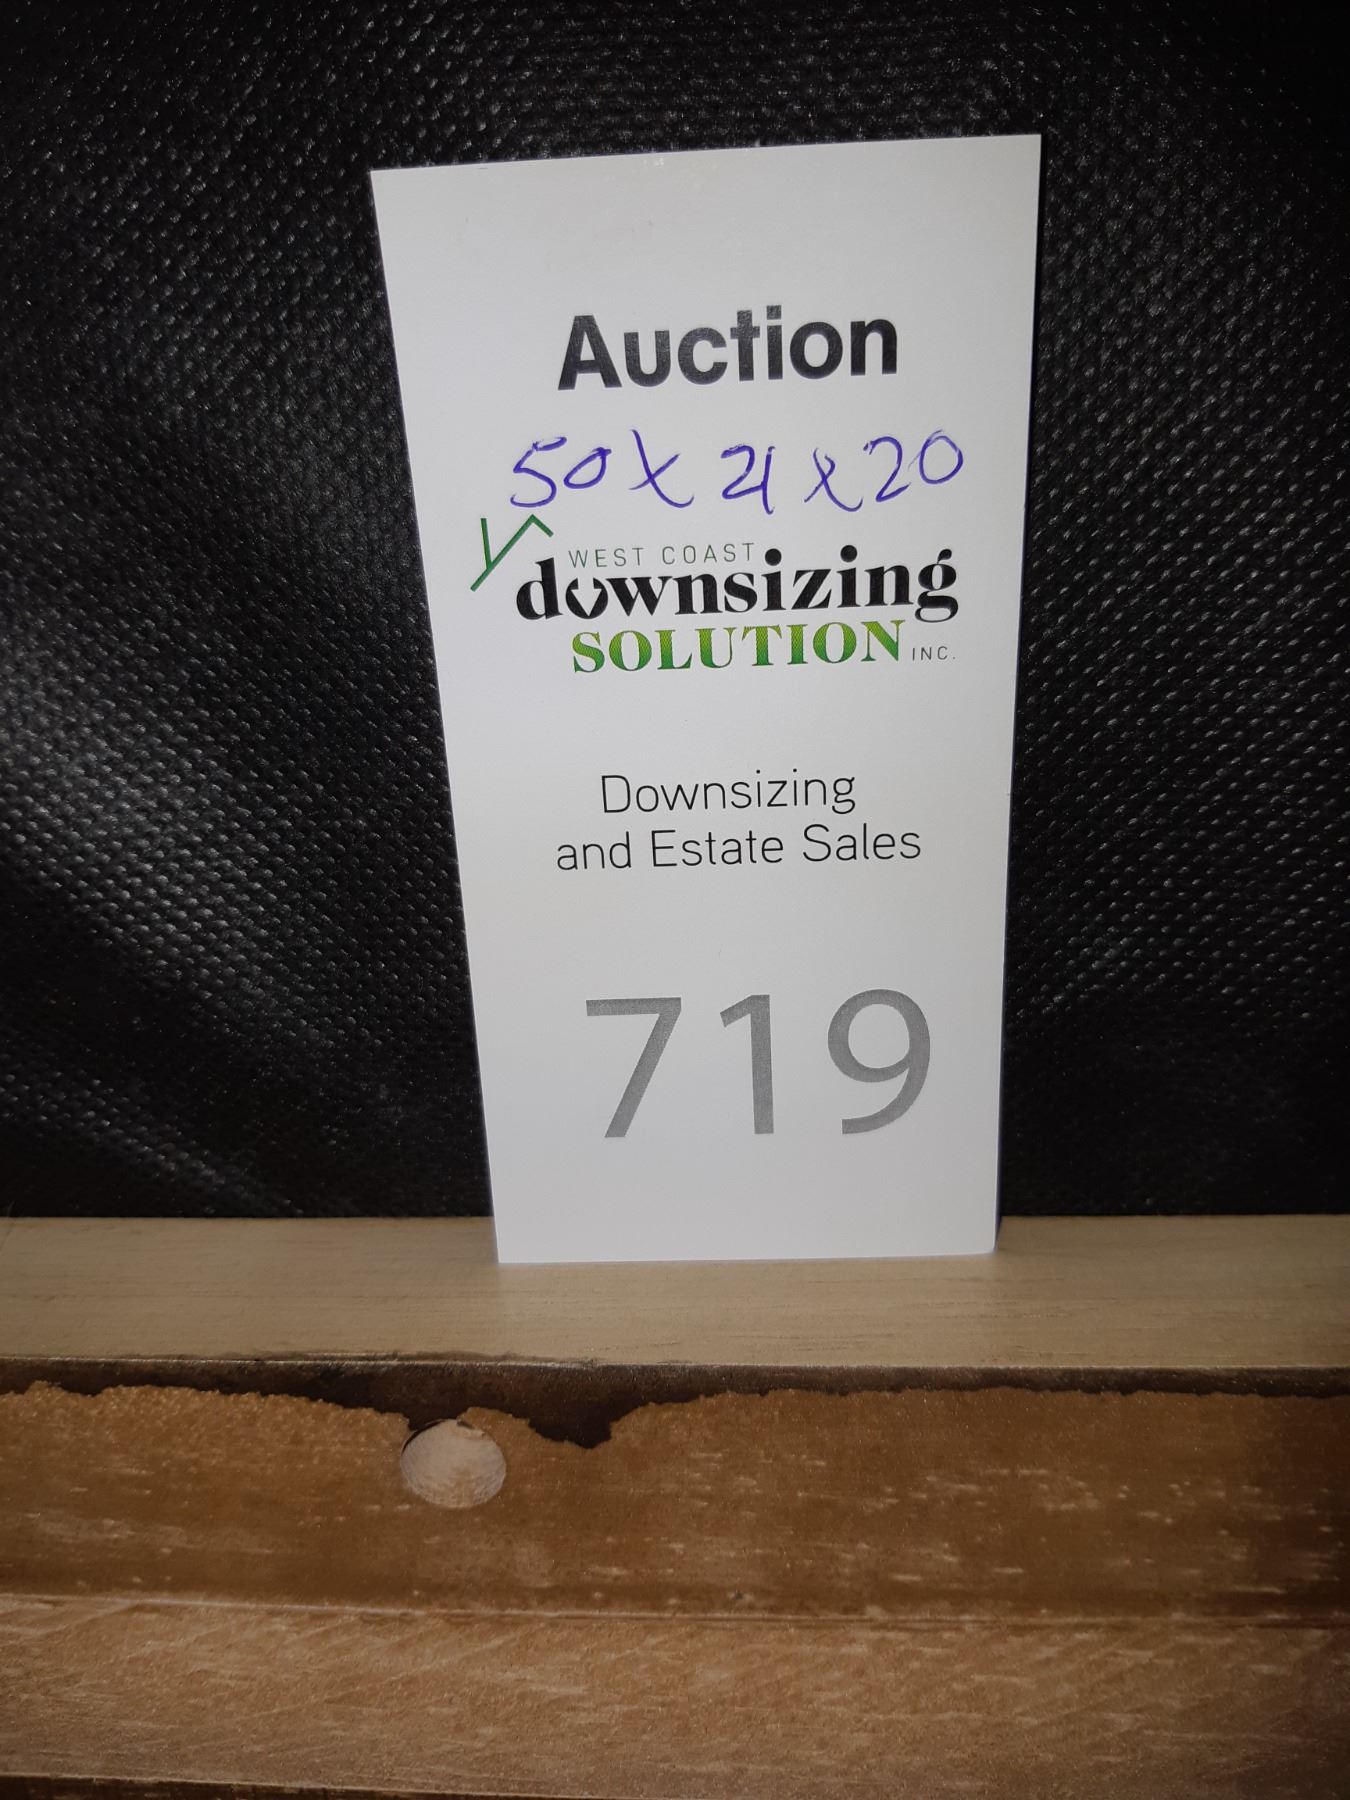 Auction
50 x 21 x 20
WEST COAST
downsizing
SOLUTION INC.
Downsizing
and Estate Sales
719